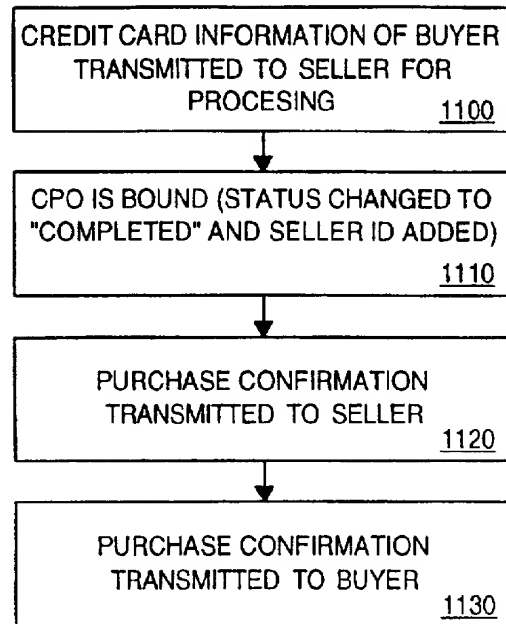 CREDIT CARD INFORMATION OF BUYER
TRANSMITTED TO SELLER FOR
PROCESING
1100
CPO IS BOUND (STATUS CHANGED TO
"COMPLETED" AND SELLER ID ADDED)
1110
PURCHASE CONFIRMATION
TRANSMITTED TO SELLER
1120
PURCHASE CONFIRMATION
TRANSMITTED TO BUYER
1130